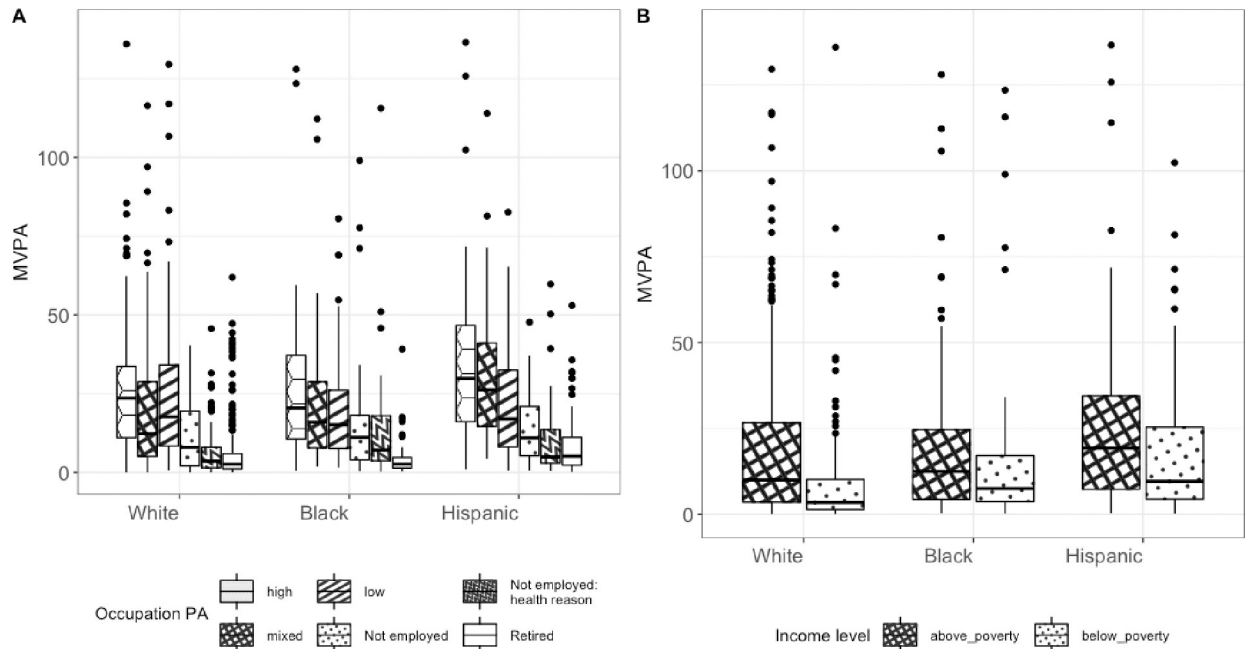 A
MVPA
100
50
0
White Black Hispanic
Occupation PA
high
low
Not employed:
health reason
mixed
Not employed
Retired
B
MVPA
100
50
0
White Black Hispanic
Income level
above_poverty
below_poverty